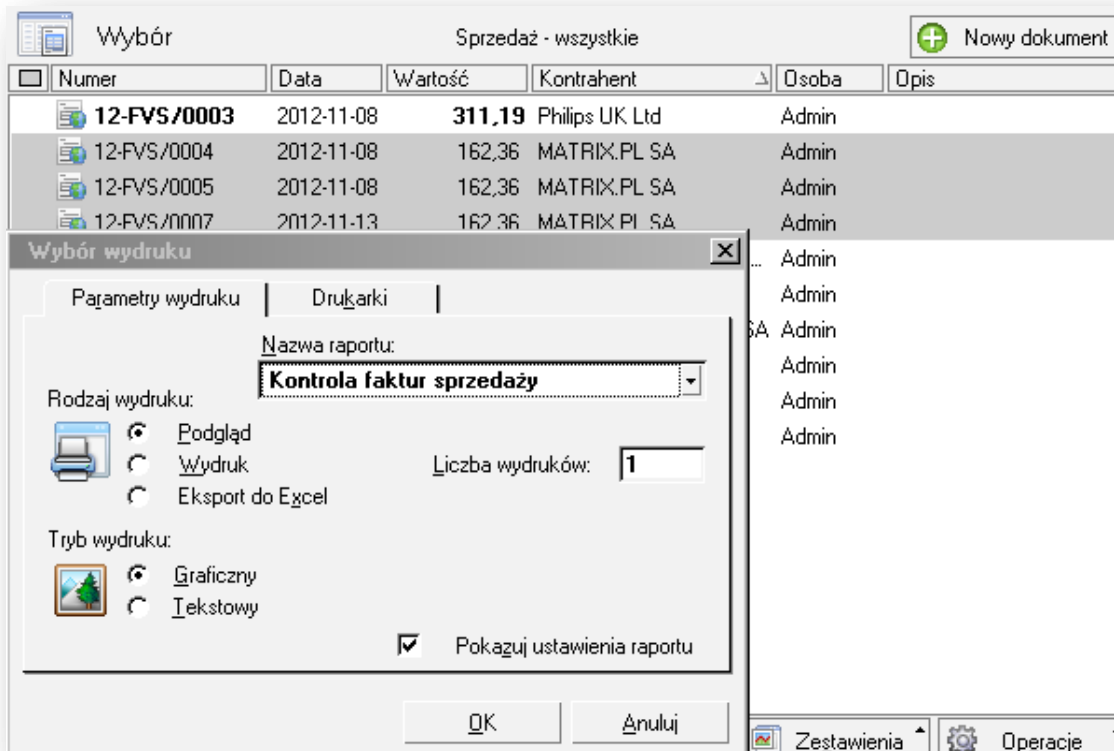 Wybór Sprzedaż - wszystkie Nowy dokument
Numer Data Wartość Kontrahent Osoba Opis
12-FVS/0003 2012-11-08 311,19 Philips UK Ltd Admin
12-FVS/0004 2012-11-08 162,36 MATRIX.PL SA Admin
12-FVS/0005 2012-11-08 162,36 MATRIX.PL SA Admin
12-FVS/0007 2012-11-13 162,36 MATRIX.PL SA Admin
Wybór wydruku
... Admin
Parametry wydruku Drukarki
Admin
Nazwa raportu:
SA Admin
Kontrola faktur sprzedaży
Admin
Rodzaj wydruku:
Admin
Podgląd
Admin
Wydruk Liczba wydruków: 1
Eksport do Excel
Tryb wydruku:
Graficzny
Tekstowy
Pokazuj ustawienia raportu
OK Anuluj
Zestawienia Operacje